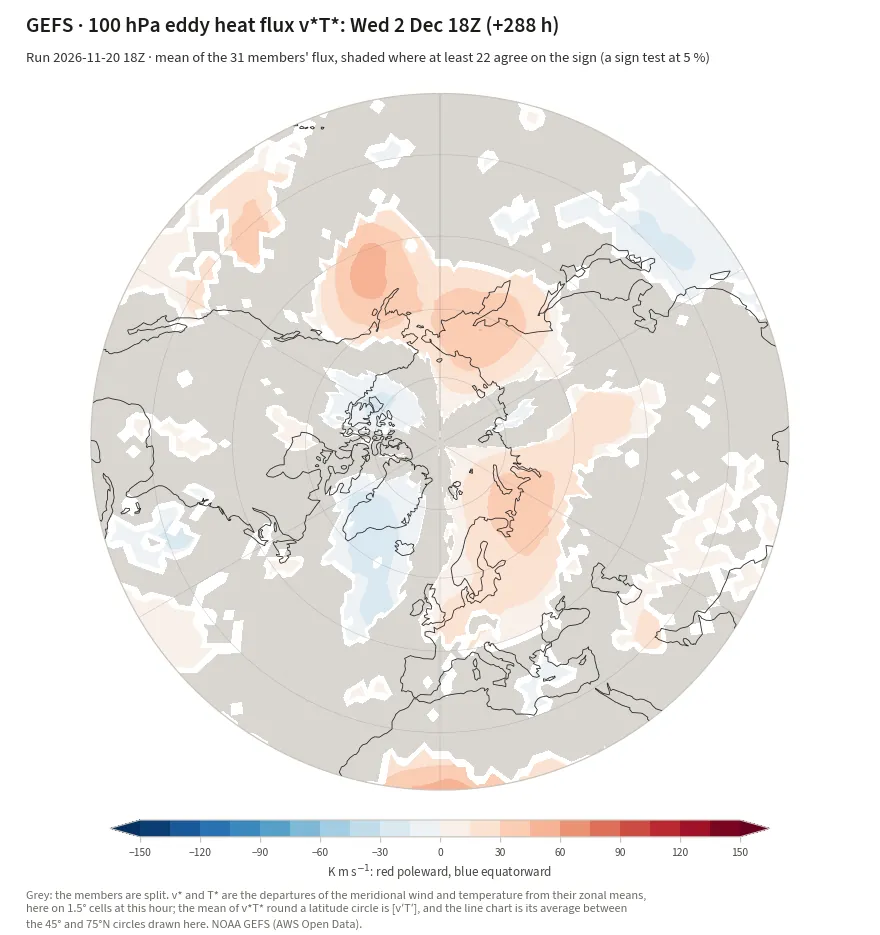 GEFS · 100 hPa eddy heat flux v*T*: Wed 2 Dec 18Z (+288 h)
Run 2026-11-20 18Z · mean of the 31 members' flux, shaded where at least 22 agree on the sign (a sign test at 5 %)
−150 −120 −90 −60 −30 0 30 60 90 120 150
K m s⁻¹: red poleward, blue equatorward
Grey: the members are split. v* and T* are the departures of the meridional wind and temperature from their zonal means,
here on 1.5° cells at this hour; the mean of v*T* round a latitude circle is [v'T'], and the line chart is its average between
the 45° and 75°N circles drawn here. NOAA GEFS (AWS Open Data).